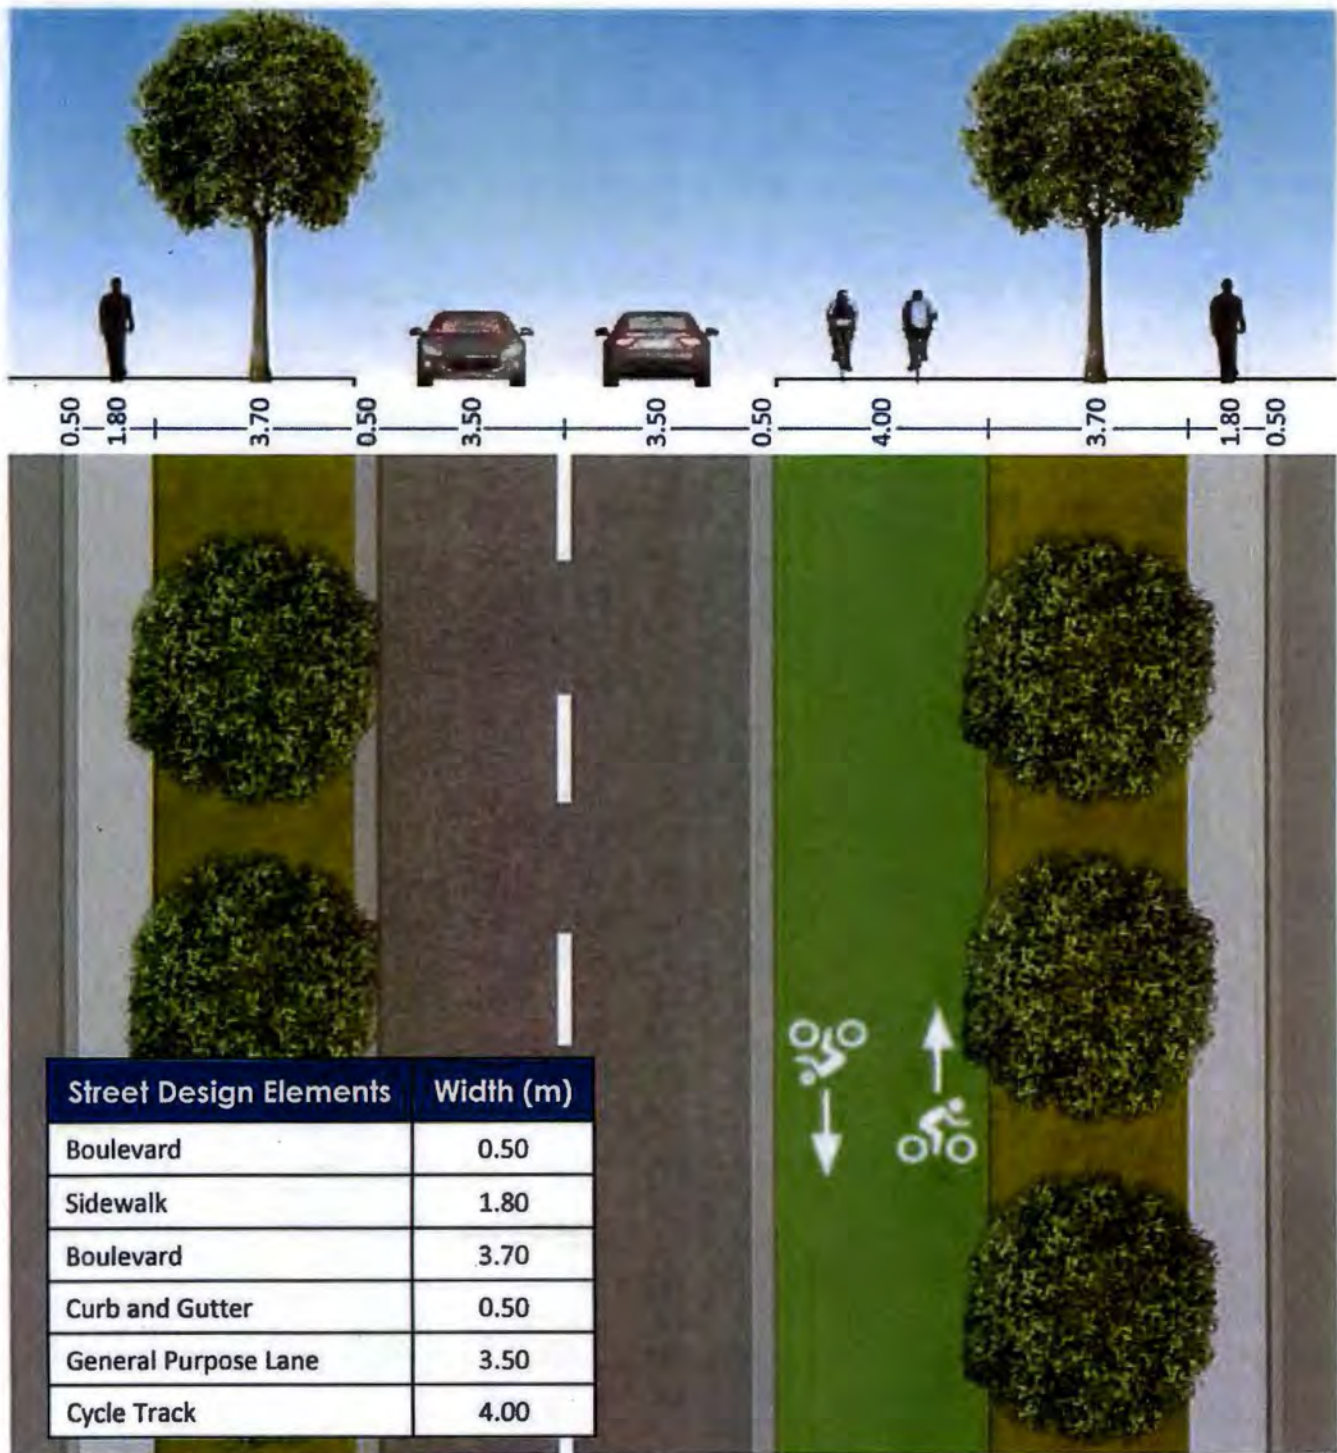 0.50 1.80 3.70 0.50 3.50 3.50 0.50 4.00 3.70 1.80 0.50
Street Design Elements Width (m)
Boulevard 0.50
Sidewalk 1.80
Boulevard 3.70
Curb and Gutter 0.50
General Purpose Lane 3.50
Cycle Track 4.00